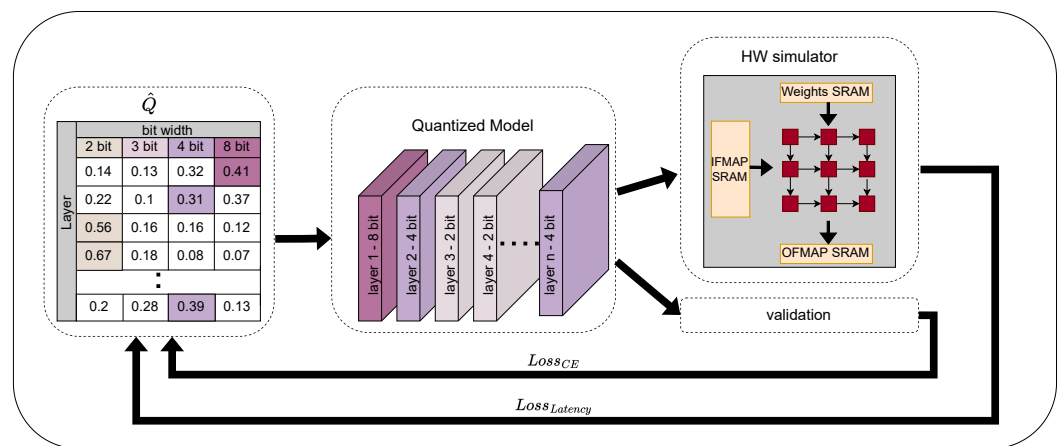 Q̂
bit width
Layer
2 bit 3 bit 4 bit 8 bit
0.14 0.13 0.32 0.41
0.22 0.1 0.31 0.37
0.56 0.16 0.16 0.12
0.67 0.18 0.08 0.07
0.2 0.28 0.39 0.13
Quantized Model
layer 1 - 8 bit
layer 2 - 4 bit
layer 3 - 2 bit
layer 4 - 2 bit
layer n - 4 bit
HW simulator
Weights SRAM
IFMAP
SRAM
OFMAP SRAM
validation
Loss_{CE}
Loss_{Latency}